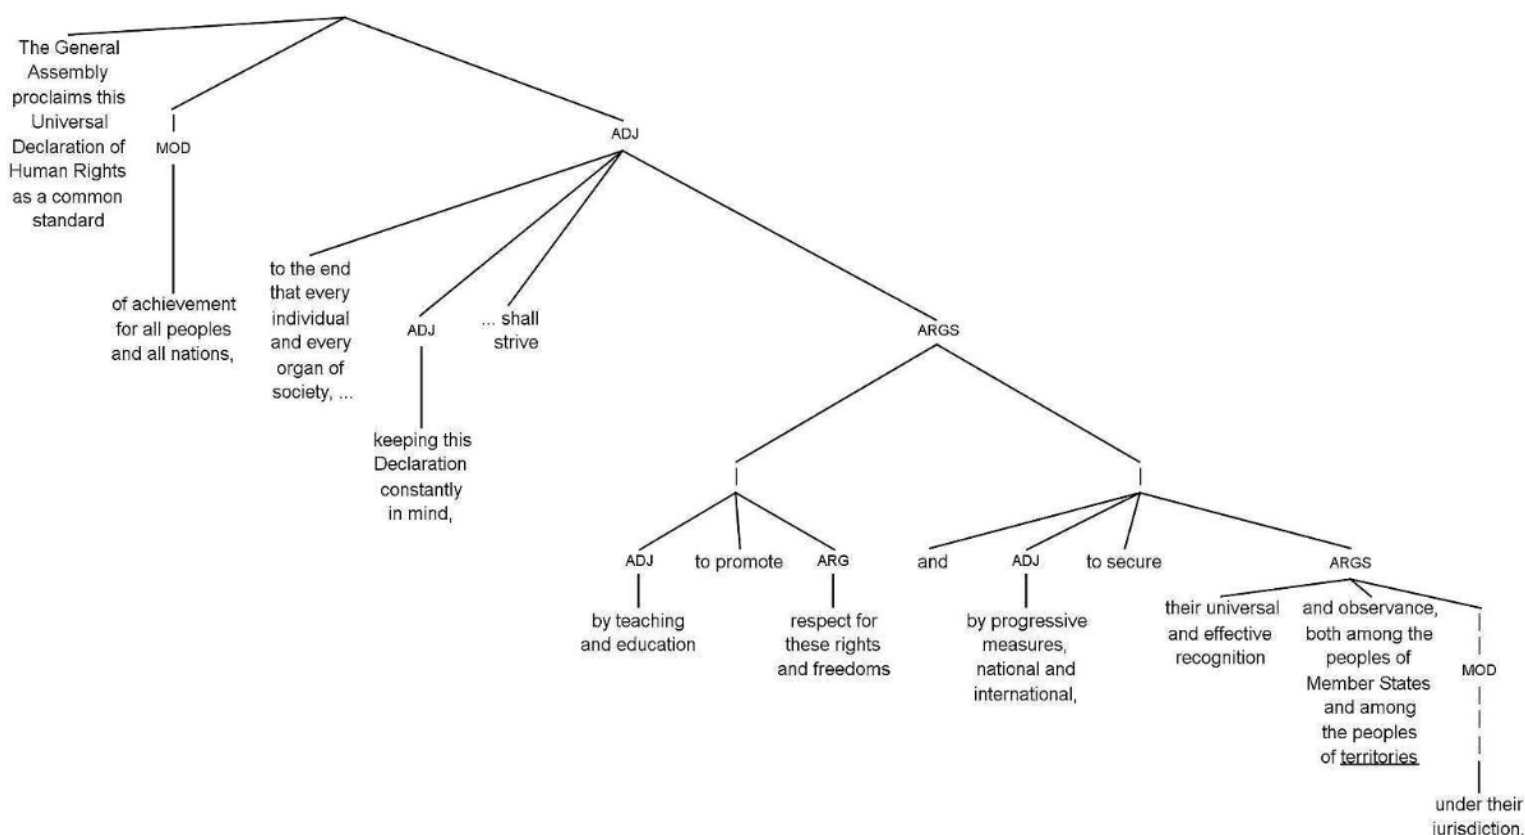 The General
Assembly
proclaims this
Universal
Declaration of
Human Rights
as a common
standard
MOD
of achievement
for all peoples
and all nations,
ADJ
to the end
that every
individual
and every
organ of
society, ...
ADJ
keeping this
Declaration
constantly
in mind,
... shall
strive
ARGS
ADJ
by teaching
and education
to promote
ARG
respect for
these rights
and freedoms
and
ADJ
by progressive
measures,
national and
international,
to secure
ARGS
their universal
and effective
recognition
and observance,
both among the
peoples of
Member States
and among
the peoples
of territories
MOD
under their
jurisdiction.